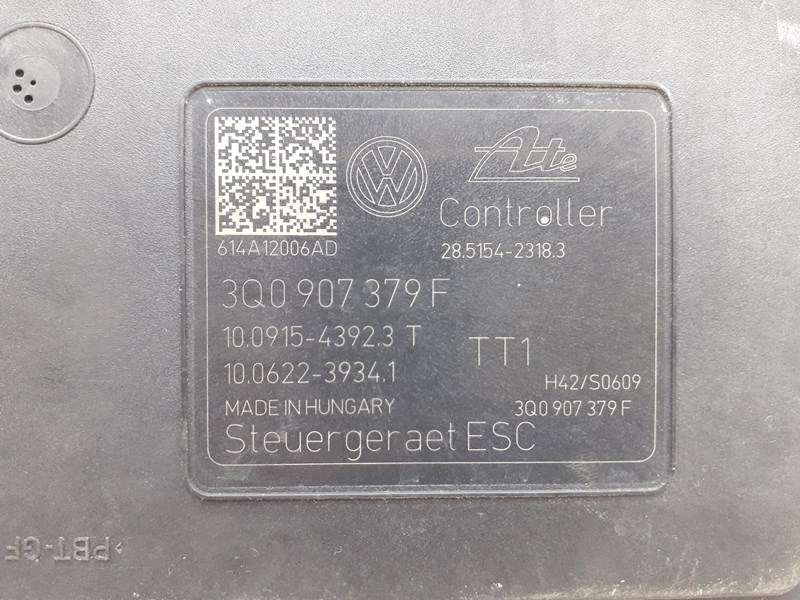 VW
Ate
Controller
614A12006AD
28.5154-2318.3
3Q0 907 379 F
10.0915-4392.3 T
TT1
10.0622-3934.1
H42/S0609
MADE IN HUNGARY
3Q0 907 379 F
Steuergeraet ESC
>PBT-GF